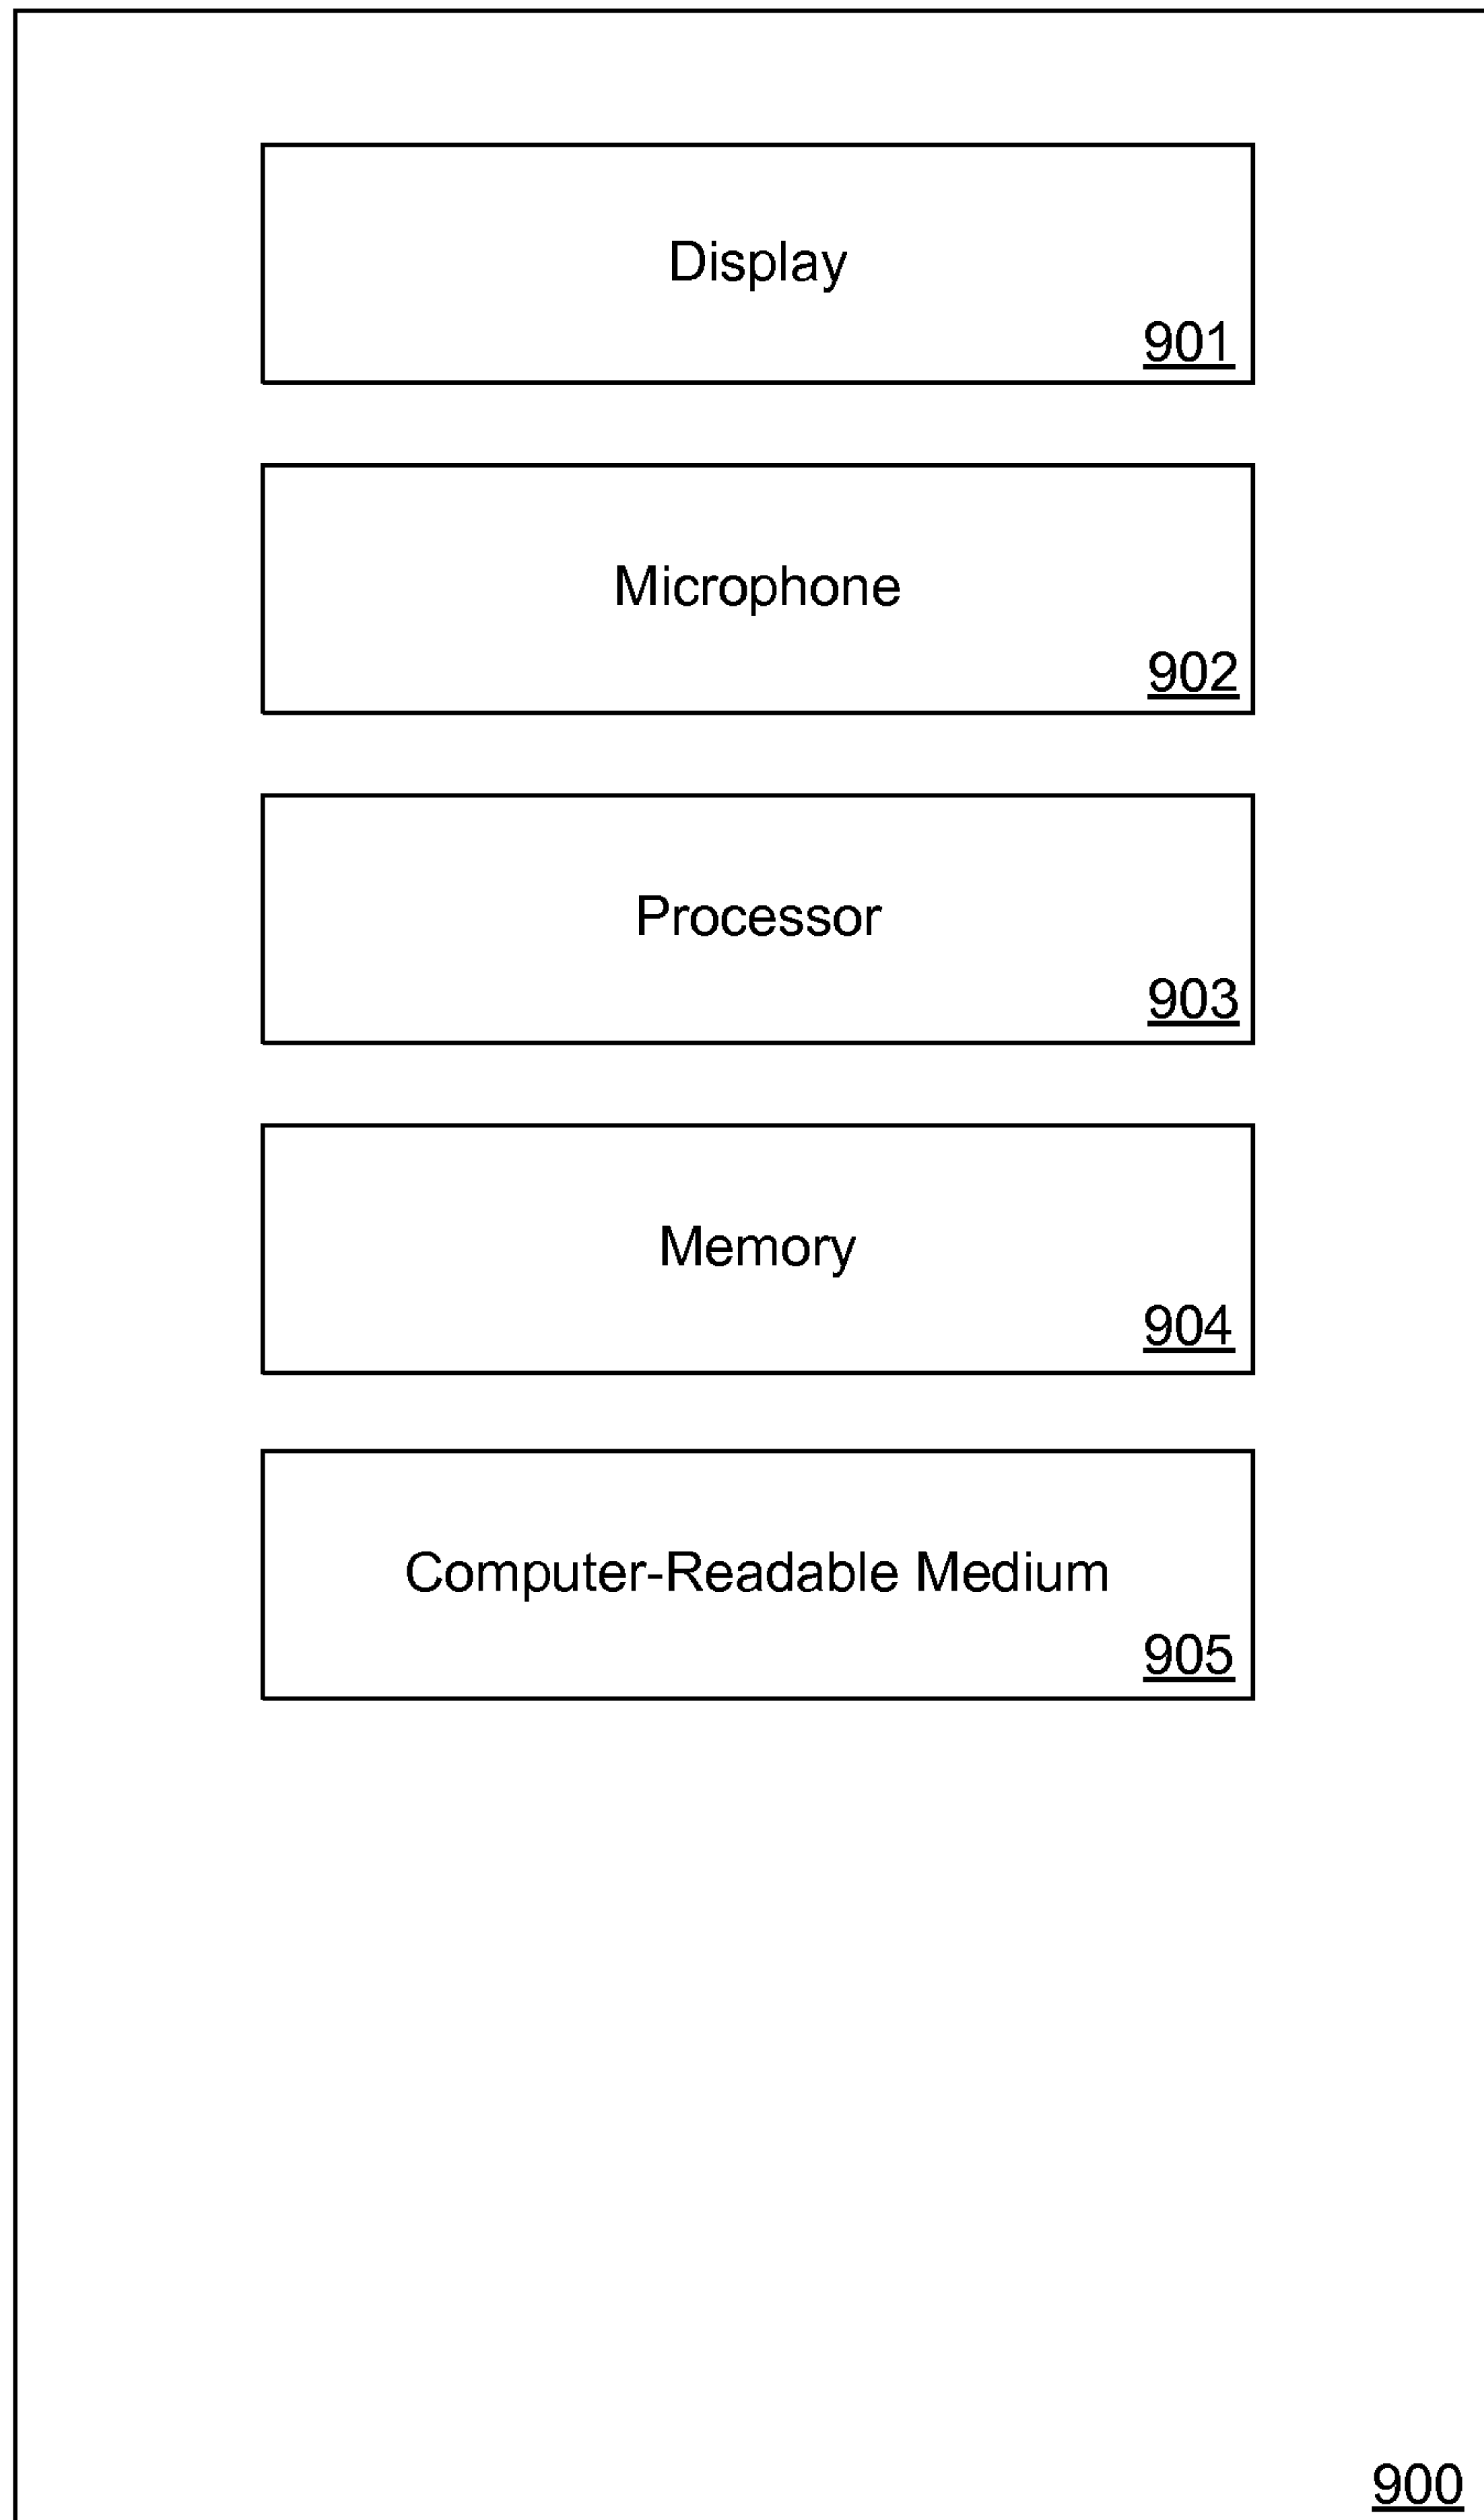 Display
901
Microphone
902
Processor
903
Memory
904
Computer-Readable Medium
905
900